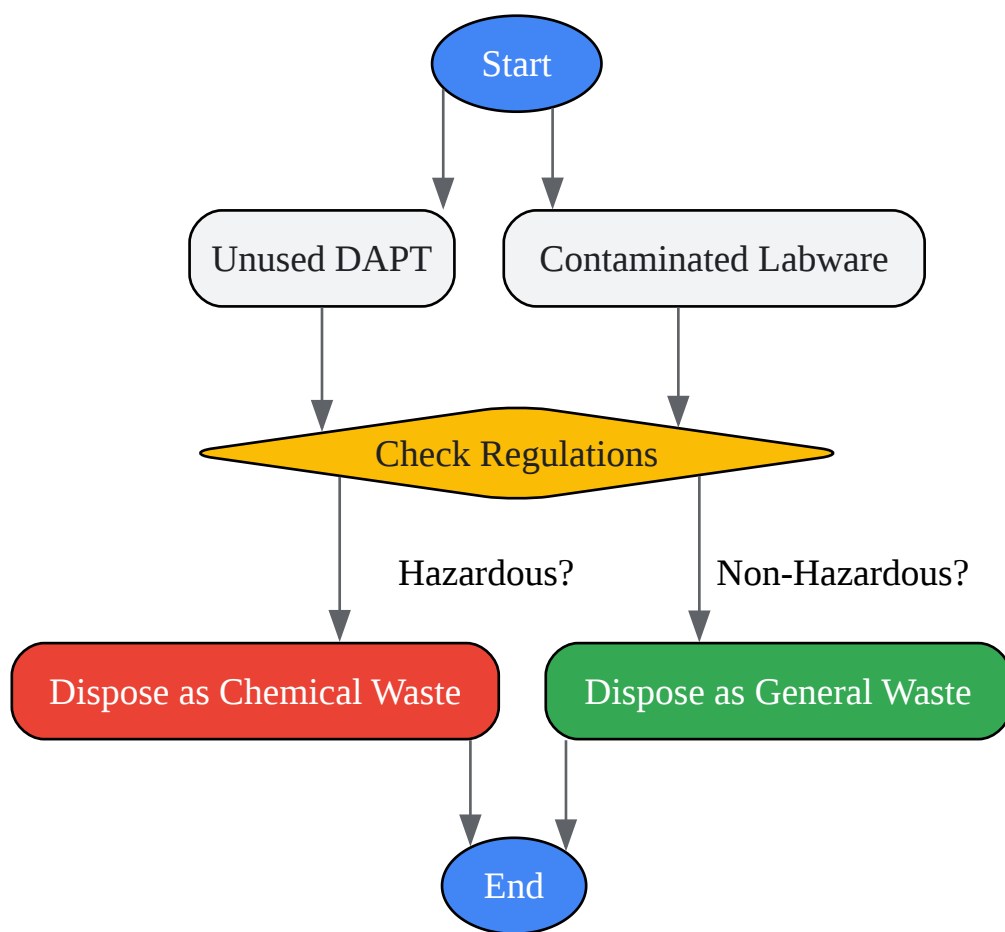 Start
Unused DAPT
Contaminated Labware
Check Regulations
Hazardous?
Non-Hazardous?
Dispose as Chemical Waste
Dispose as General Waste
End